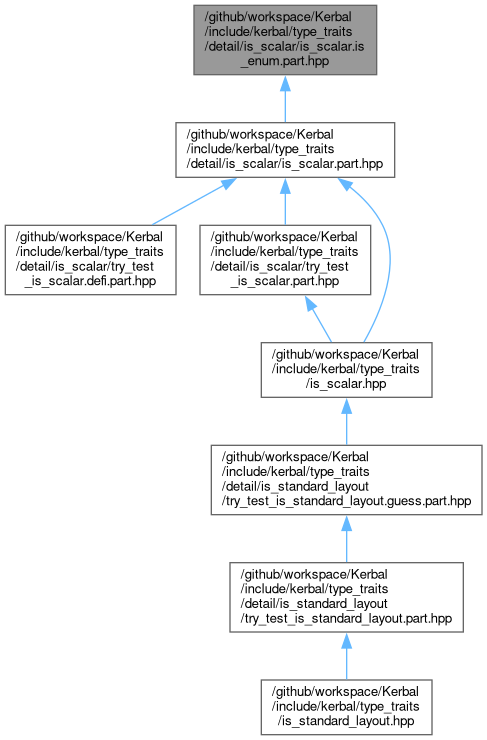 /github/workspace/Kerbal
/include/kerbal/type_traits
/detail/is_scalar/is_scalar.is
_enum.part.hpp
/github/workspace/Kerbal
/include/kerbal/type_traits
/detail/is_scalar/is_scalar.part.hpp
/github/workspace/Kerbal
/include/kerbal/type_traits
/detail/is_scalar/try_test
_is_scalar.defi.part.hpp
/github/workspace/Kerbal
/include/kerbal/type_traits
/detail/is_scalar/try_test
_is_scalar.part.hpp
/github/workspace/Kerbal
/include/kerbal/type_traits
/is_scalar.hpp
/github/workspace/Kerbal
/include/kerbal/type_traits
/detail/is_standard_layout
/try_test_is_standard_layout.guess.part.hpp
/github/workspace/Kerbal
/include/kerbal/type_traits
/detail/is_standard_layout
/try_test_is_standard_layout.part.hpp
/github/workspace/Kerbal
/include/kerbal/type_traits
/is_standard_layout.hpp